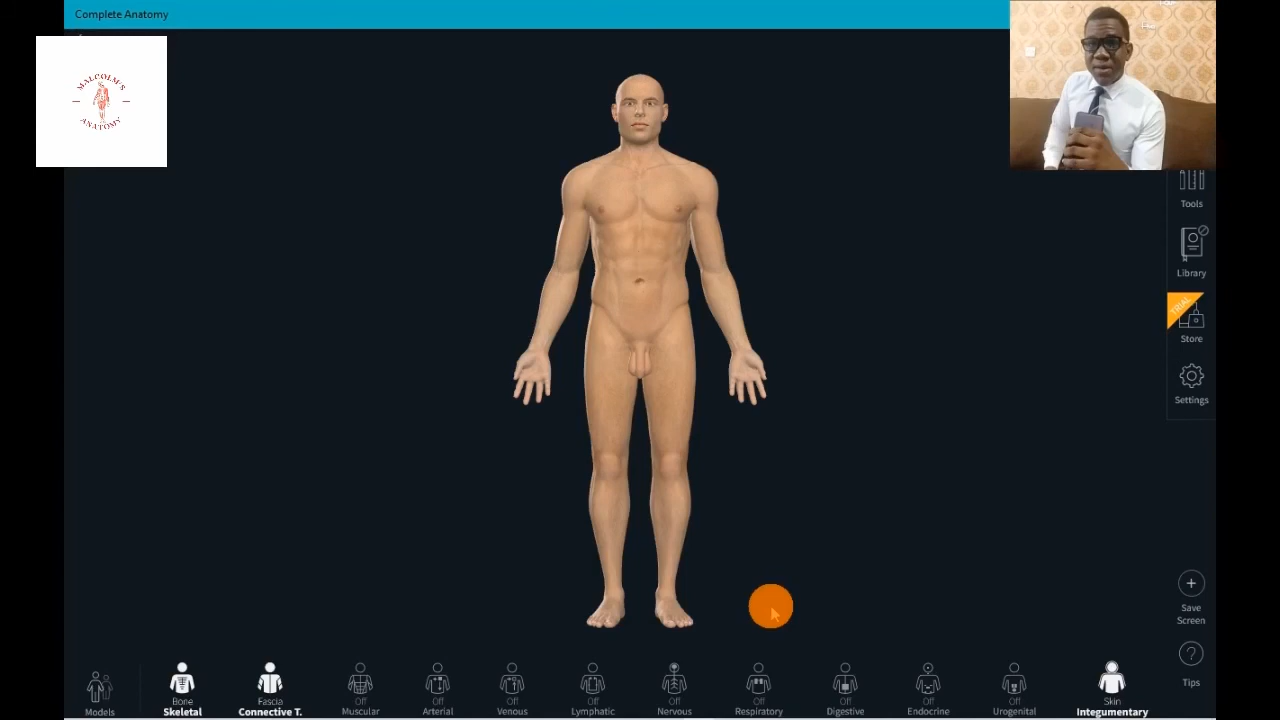 Complete Anatomy
MALCOLM'S
ANATOMY
Tools
Library
TRIAL
Store
Settings
+
Save
Screen
?
Tips
Models
Bone
Skeletal
Fascia
Connective T.
Off
Muscular
Off
Arterial
Off
Venous
Off
Lymphatic
Off
Nervous
Off
Respiratory
Off
Digestive
Off
Endocrine
Off
Urogenital
Skin
Integumentary